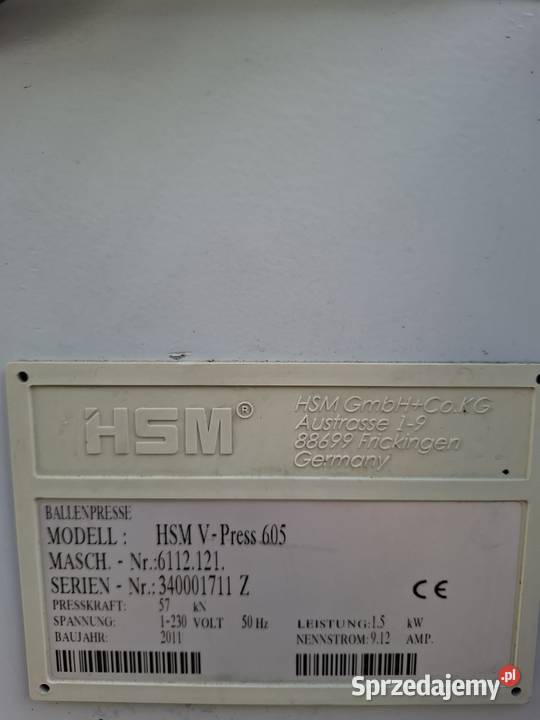 HSM®
HSM GmbH+Co.KG
Austrasse 1-9
88699 Frickingen
Germany
BALLENPRESSE
MODELL : HSM V-Press 605
MASCH. - Nr.:6112.121.
SERIEN - Nr.:340001711 Z
PRESSKRAFT: 57 kN
SPANNUNG: 1-230 VOLT 50 Hz LEISTUNG:1.5 kW
BAUJAHR: 2011 NENNSTROM:9.12 AMP.
CE
Sprzedajemy.pl